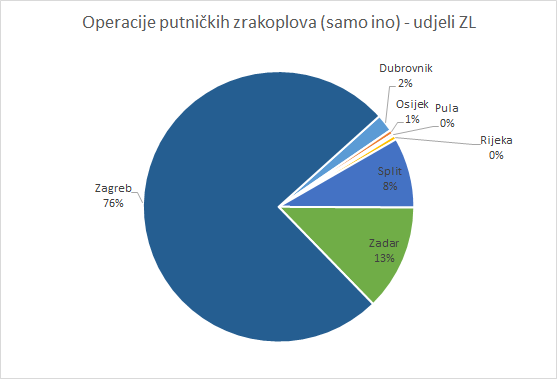 Operacije putničkih zrakoplova (samo ino) - udjeli ZL
Dubrovnik
2%
Osijek
1%
Pula
0%
Rijeka
0%
Split
8%
Zadar
13%
Zagreb
76%